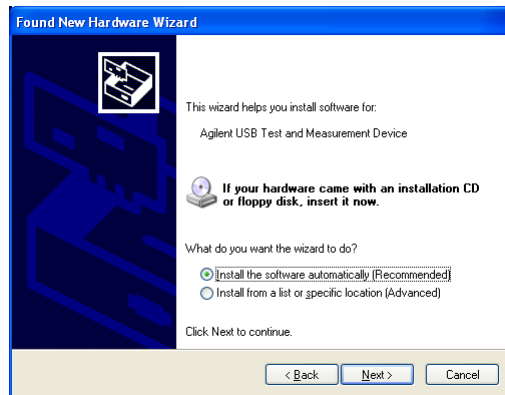 Found New Hardware Wizard
This wizard helps you install software for:
Agilent USB Test and Measurement Device
If your hardware came with an installation CD
or floppy disk, insert it now.
What do you want the wizard to do?
Install the software automatically (Recommended)
Install from a list or specific location (Advanced)
Click Next to continue.
< Back Next > Cancel